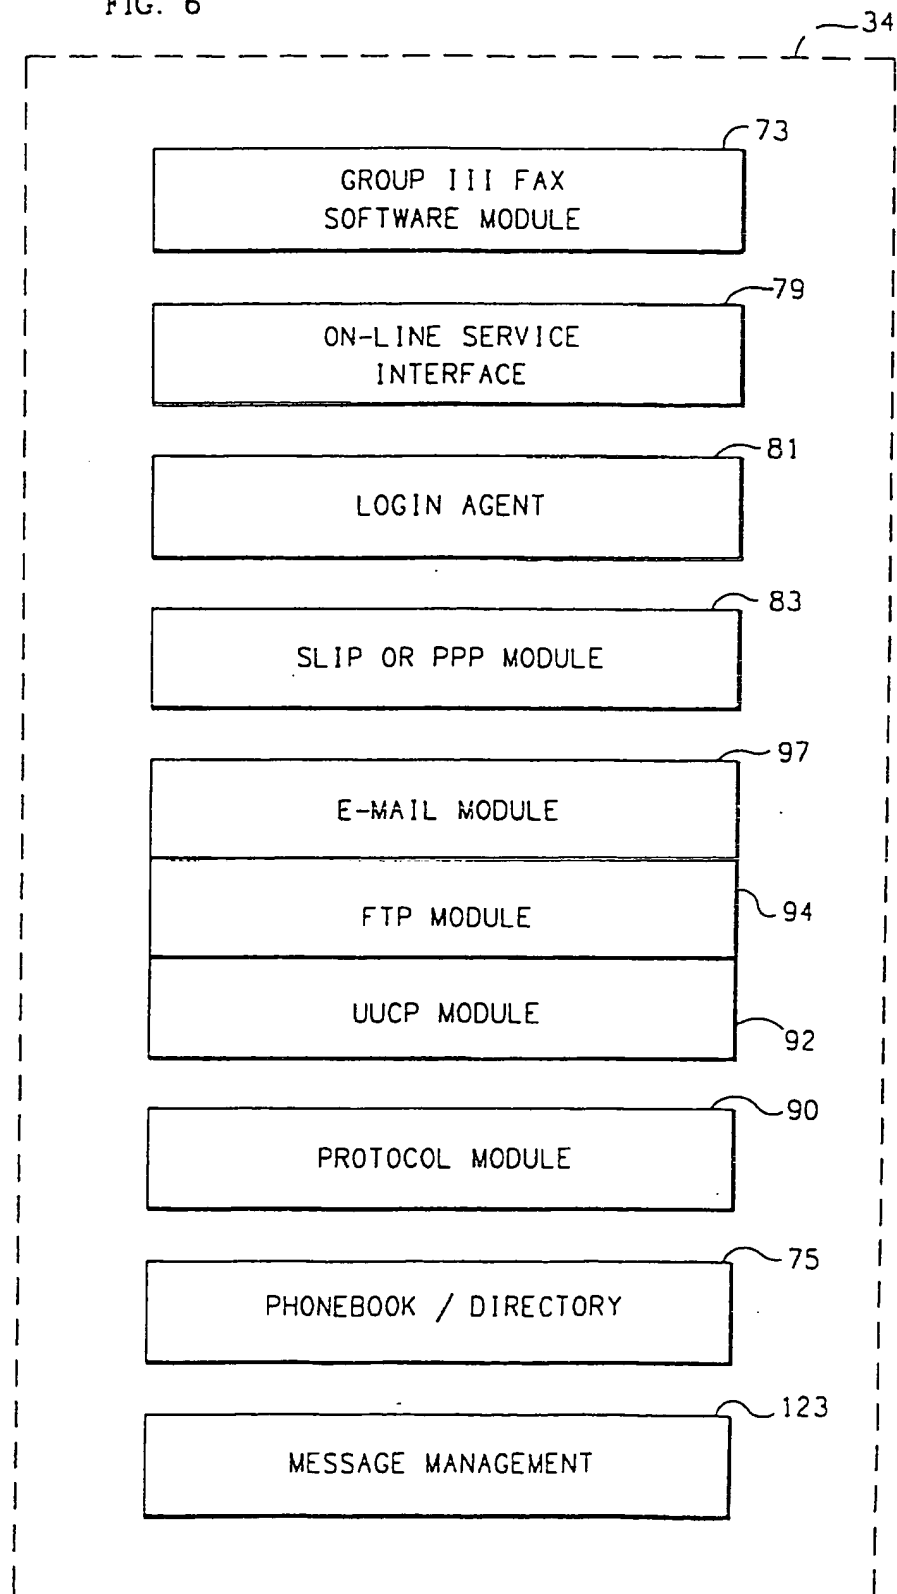 FIG. 6
34
73
GROUP III FAX
SOFTWARE MODULE
79
ON-LINE SERVICE
INTERFACE
81
LOGIN AGENT
83
SLIP OR PPP MODULE
97
E-MAIL MODULE
FTP MODULE
94
UUCP MODULE
92
90
PROTOCOL MODULE
75
PHONEBOOK / DIRECTORY
123
MESSAGE MANAGEMENT